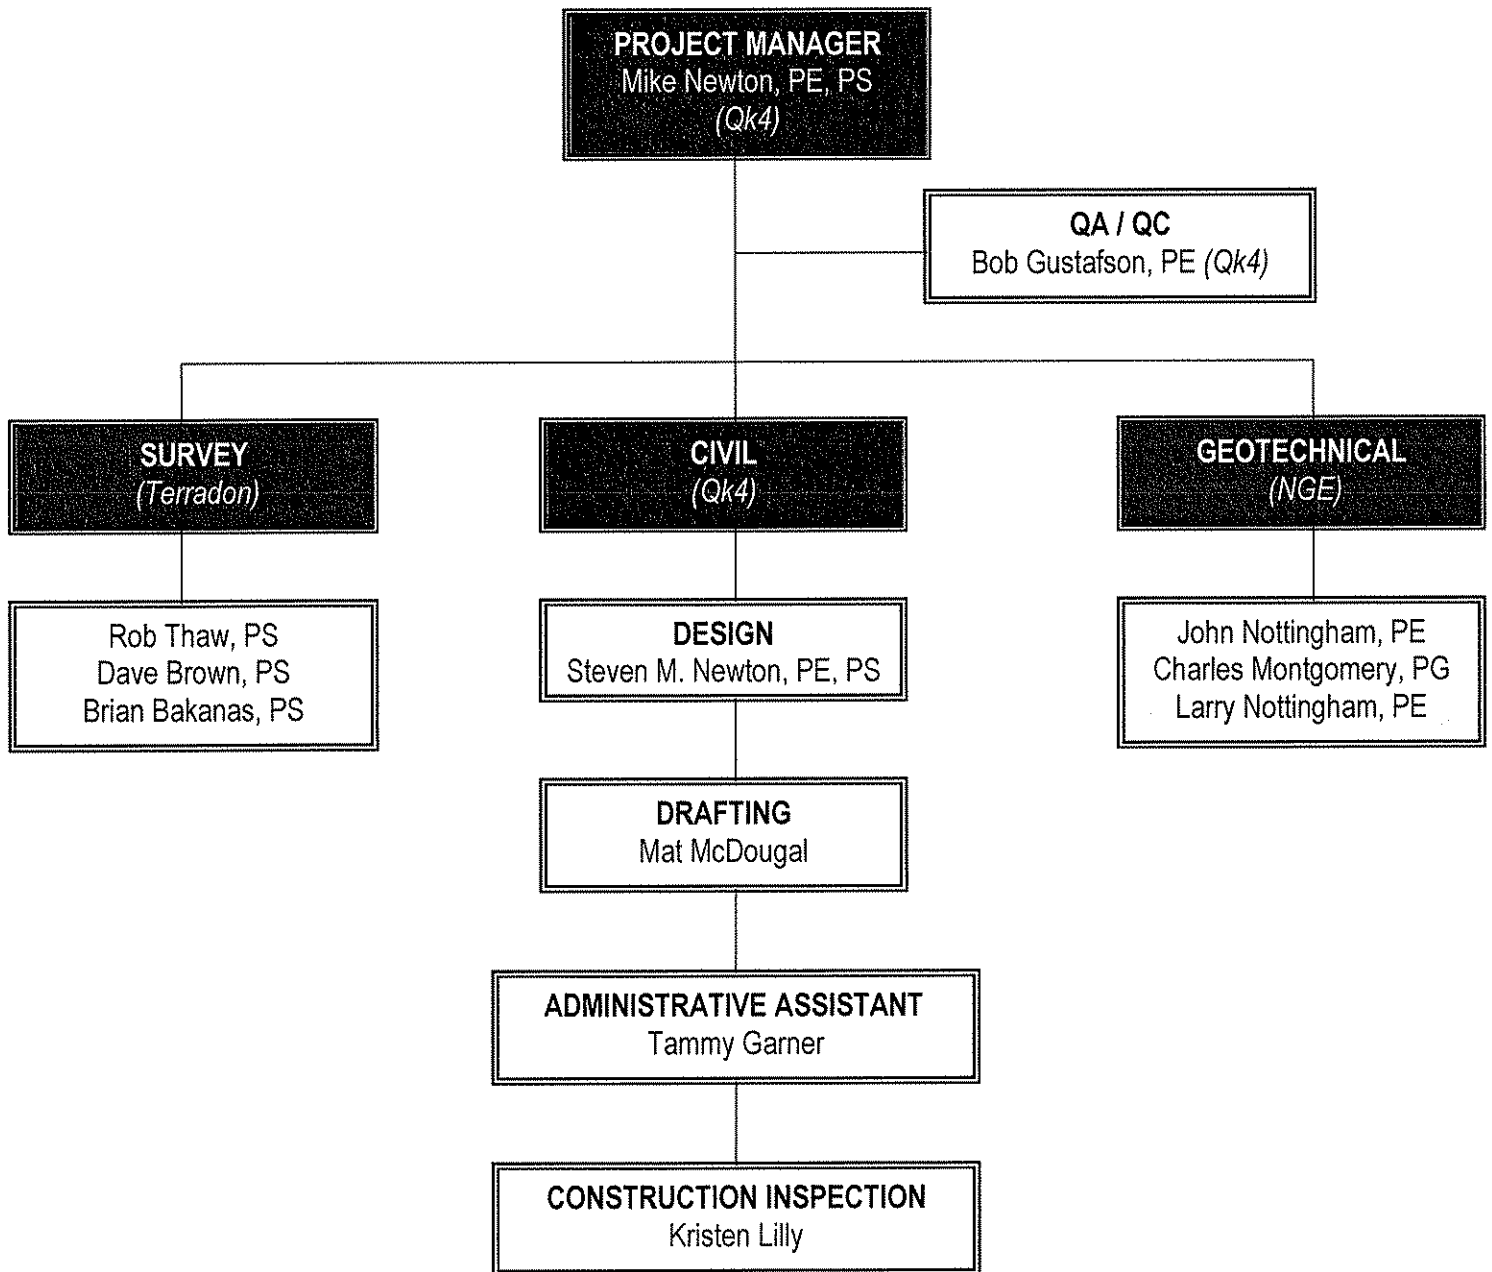 PROJECT MANAGER
Mike Newton, PE, PS
(Qk4)
QA / QC
Bob Gustafson, PE (Qk4)
SURVEY
(Terradon)
CIVIL
(Qk4)
GEOTECHNICAL
(NGE)
Rob Thaw, PS
Dave Brown, PS
Brian Bakanas, PS
DESIGN
Steven M. Newton, PE, PS
John Nottingham, PE
Charles Montgomery, PG
Larry Nottingham, PE
DRAFTING
Mat McDougal
ADMINISTRATIVE ASSISTANT
Tammy Garner
CONSTRUCTION INSPECTION
Kristen Lilly